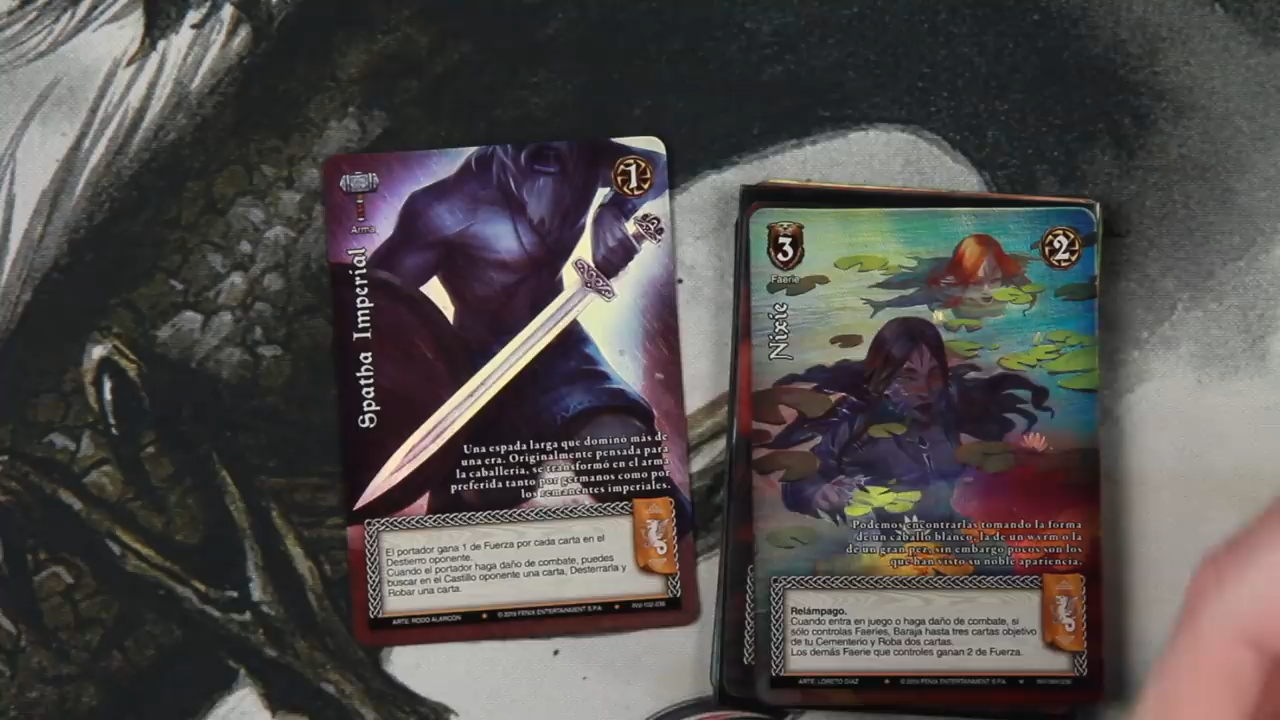 1
Arma
Spatha Imperial
Una espada larga que dominó más de
una era. Originalmente pensada para
la caballería, se transformó en el arma
preferida tanto por germanos como por
los remanentes imperiales.
El portador gana 1 de Fuerza por cada carta en el
Destierro oponente.
Cuando el portador haga daño de combate, puedes
buscar en el Castillo oponente una carta, Desterrarla y
Robar una carta.
ARTE: RODO ALARCON © 2019 FENIX ENTERTAINMENT S.P.A.
3
2
Faerie
Nixie
Podemos encontrarlas tomando la forma
de un caballo blanco, la de un wyrm o la
de un gran pez, sin embargo pocos son los
que han visto su noble apariencia.
Relámpago.
Cuando entra en juego o haga daño de combate, si
sólo controlas Faeries, Baraja hasta tres cartas objetivo
de tu Cementerio y Roba dos cartas.
Los demás Faerie que controles ganan 2 de Fuerza.
ARTE: LORETO DIAZ © 2019 FENIX ENTERTAINMENT S.P.A.